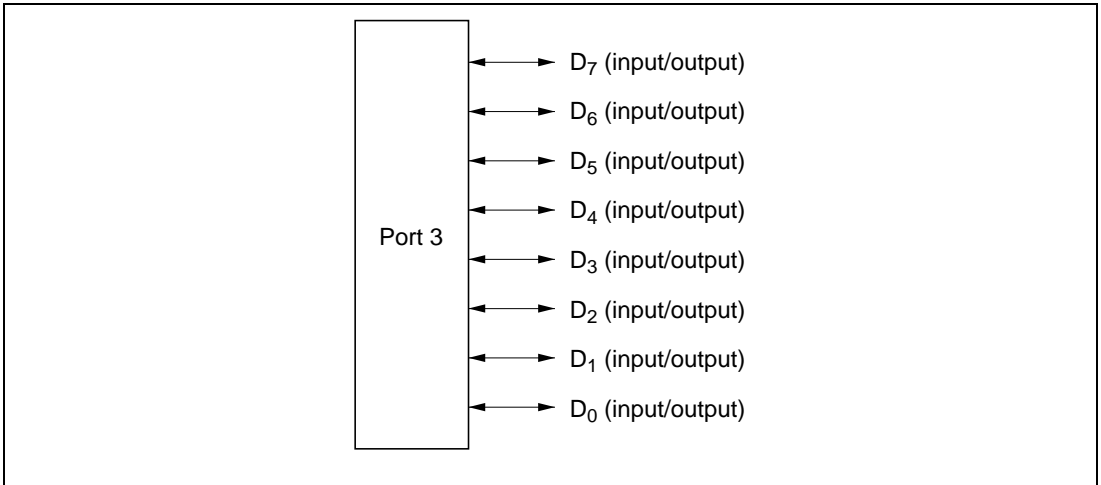 D₇ (input/output)
D₆ (input/output)
D₅ (input/output)
D₄ (input/output)
Port 3
D₃ (input/output)
D₂ (input/output)
D₁ (input/output)
D₀ (input/output)